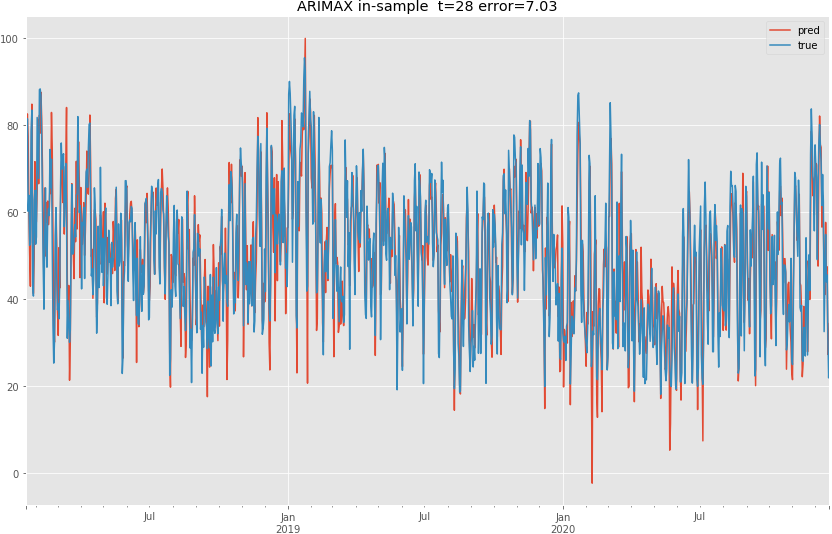 ARIMAX in-sample  t=28 error=7.03
pred
true
100
80
60
40
20
0
Jul
Jan
2019
Jul
Jan
2020
Jul